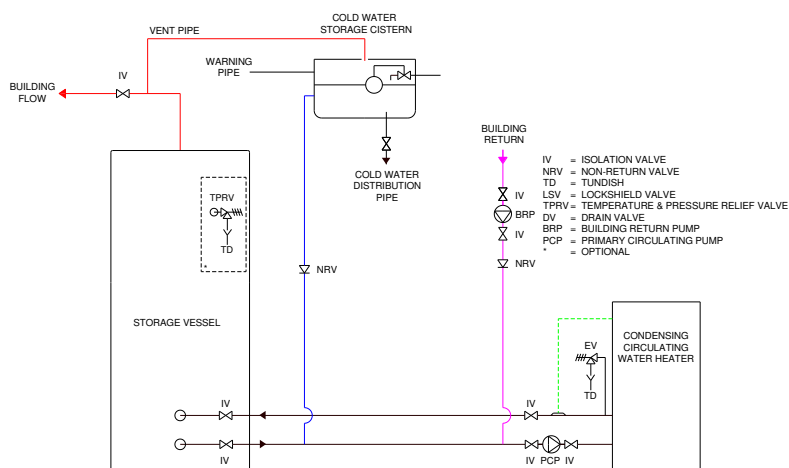 COLD WATER
STORAGE CISTERN
VENT PIPE
WARNING
PIPE
IV
BUILDING
FLOW
BUILDING
RETURN
COLD WATER
DISTRIBUTION
PIPE
IV = ISOLATION VALVE
NRV = NON-RETURN VALVE
TD = TUNDISH
LSV = LOCKSHIELD VALVE
TPRV = TEMPERATURE & PRESSURE RELIEF VALVE
DV = DRAIN VALVE
BRP = BUILDING RETURN PUMP
PCP = PRIMARY CIRCULATING PUMP
* = OPTIONAL
TPRV
TD
*
IV
BRP
IV
NRV
NRV
STORAGE VESSEL
CONDENSING
CIRCULATING
WATER HEATER
EV
TD
IV
IV
IV
IV PCP IV